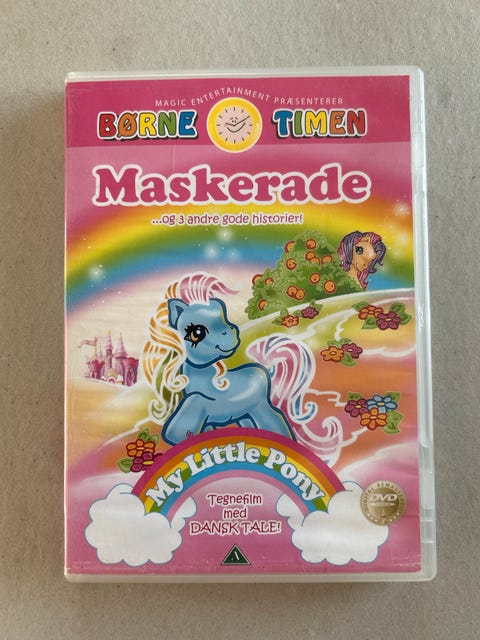 MAGIC ENTERTAINMENT PRÆSENTERER
BØRNE TIMEN
Maskerade
...og 3 andre gode historier!
My Little Pony
Tegnefilm
med
DANSK TALE!
DVD
A